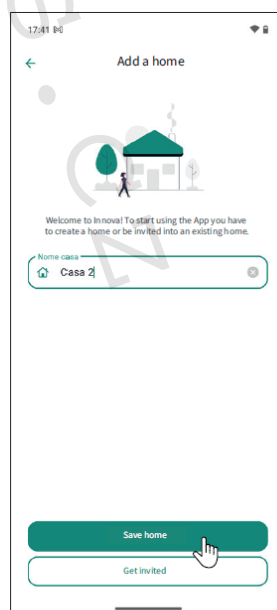 17:41
Add a home
Welcome to Innova! To start using the App you have
to create a home or be invited into an existing home.
Nome casa
Casa 2
Save home
Get invited